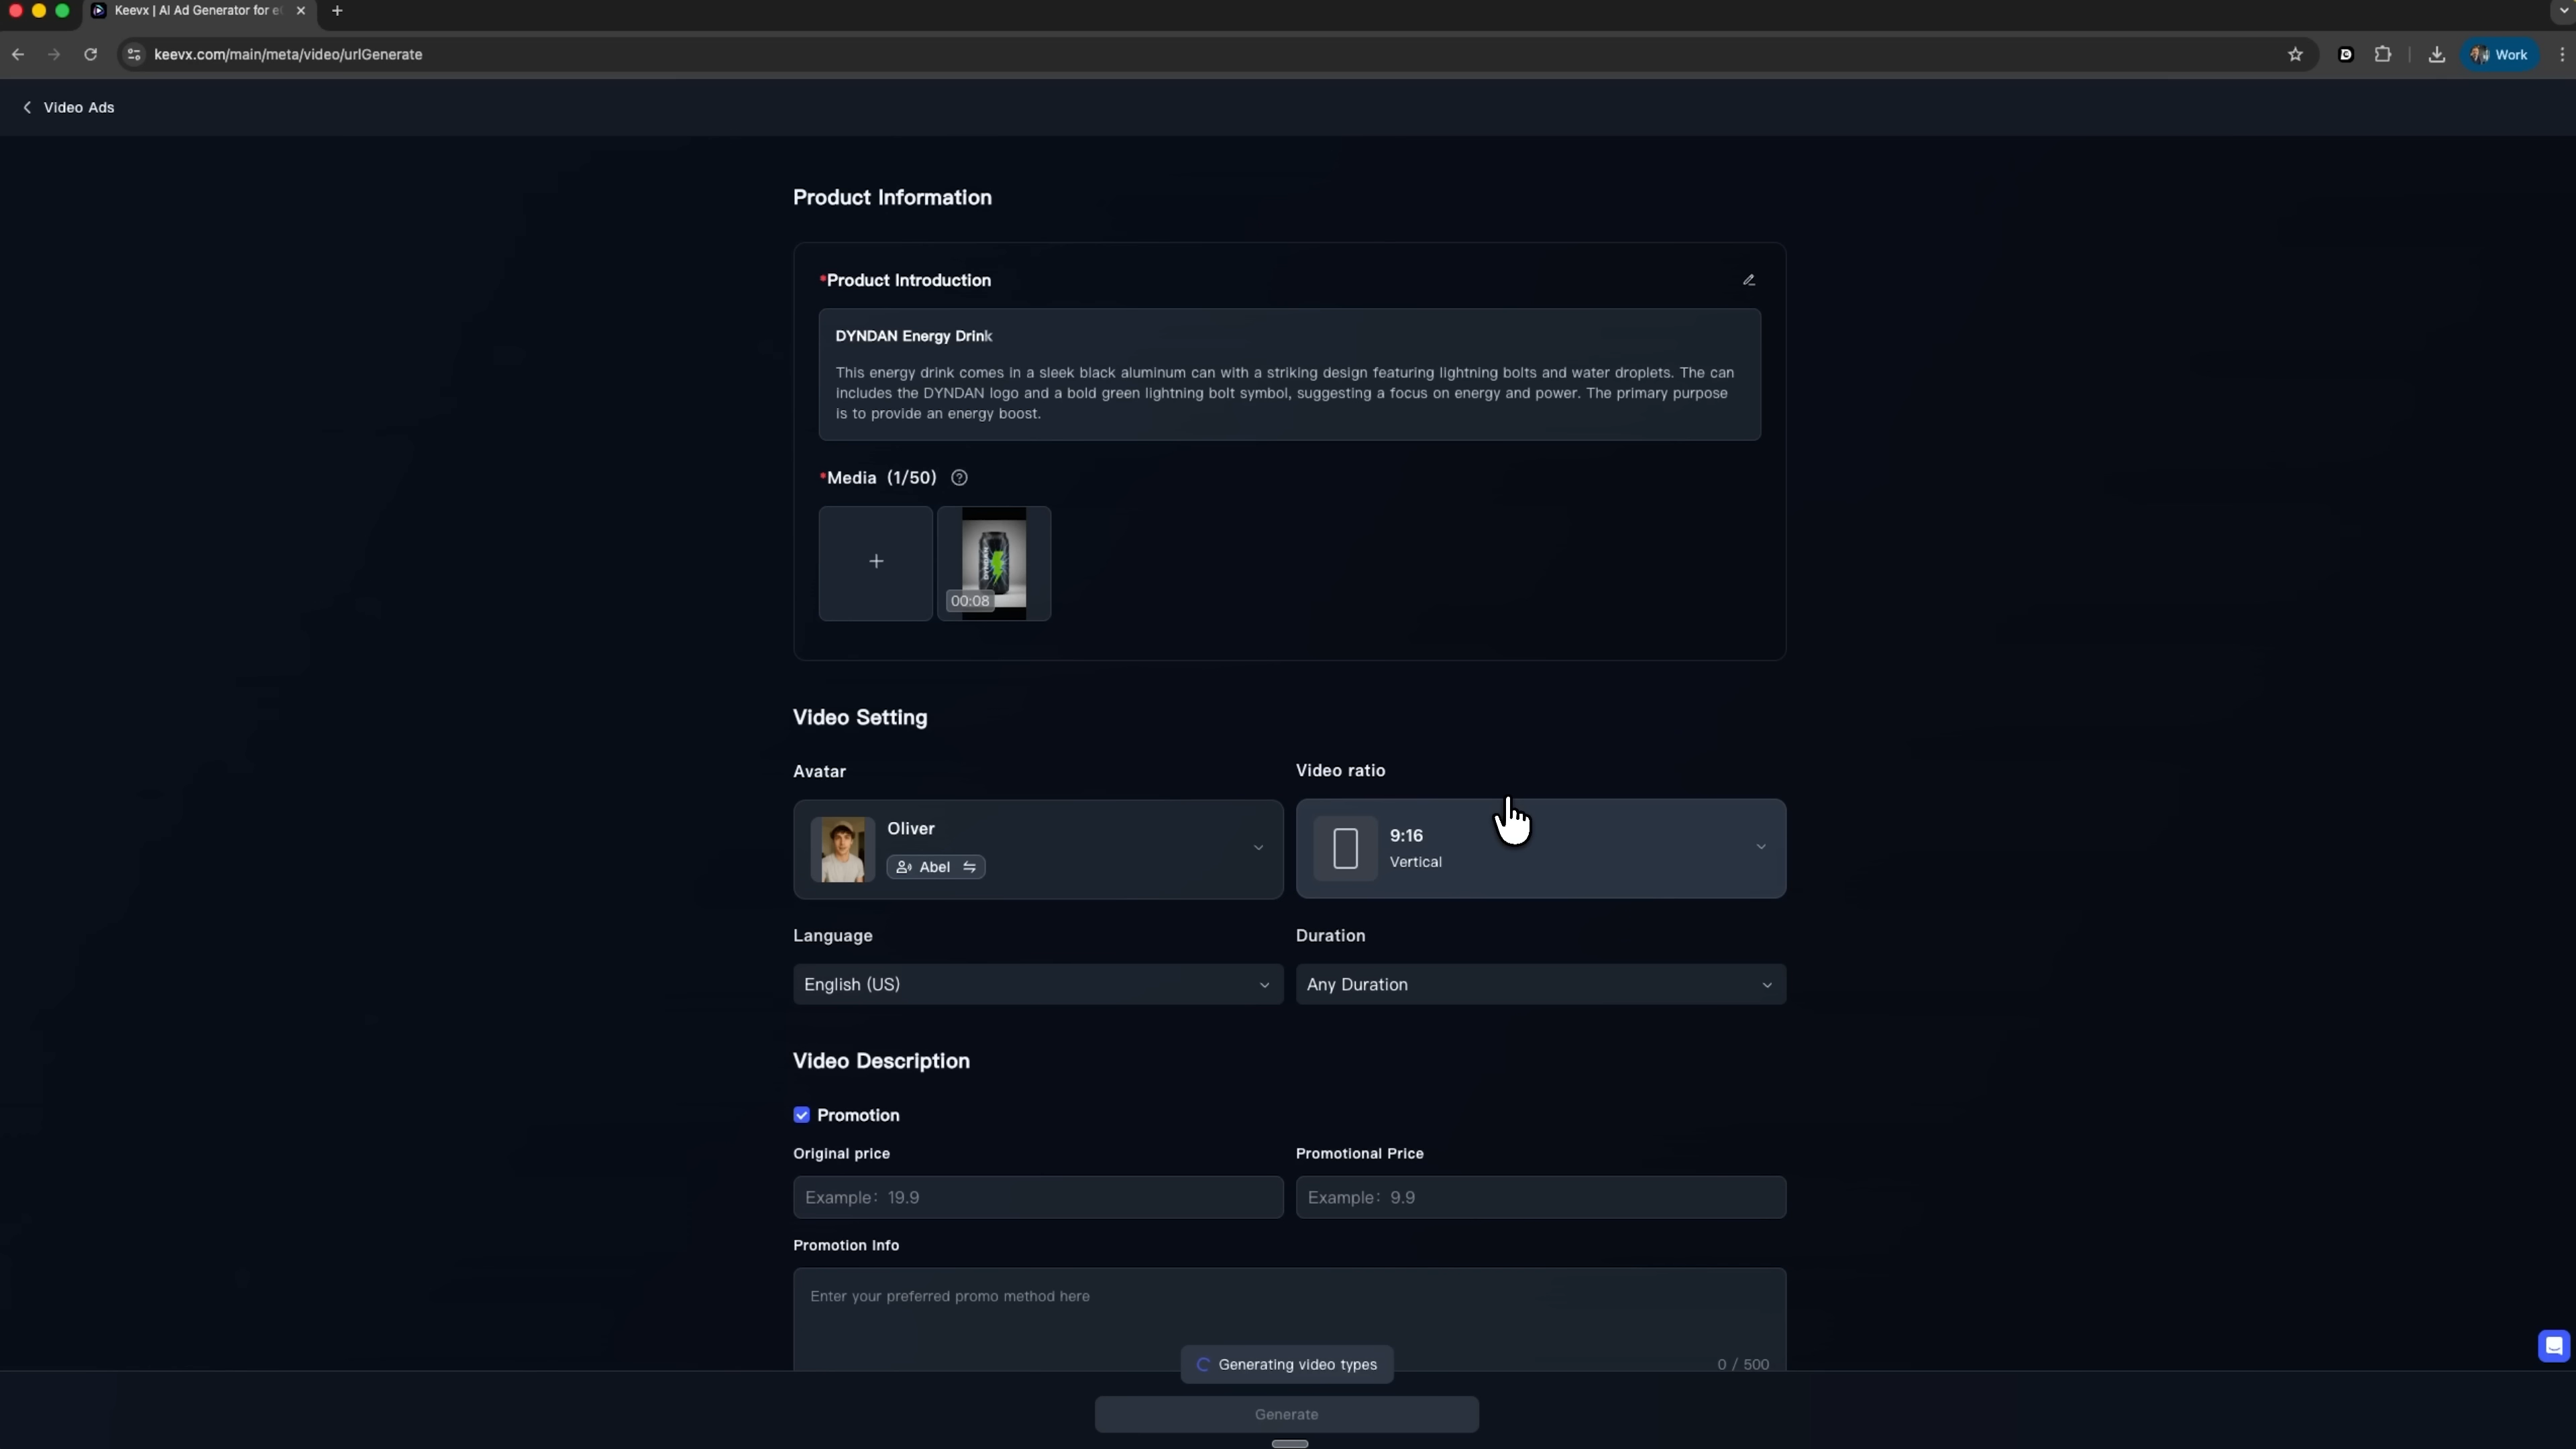 Keevx | AI Ad Generator for e
keevx.com/main/meta/video/urlGenerate
Work
Video Ads
Product Information
*Product Introduction
DYNDAN Energy Drink
This energy drink comes in a sleek black aluminum can with a striking design featuring lightning bolts and water droplets. The can
includes the DYNDAN logo and a bold green lightning bolt symbol, suggesting a focus on energy and power. The primary purpose
is to provide an energy boost.
*Media (1/50)
DYNDAN
00:08
Video Setting
Avatar
Video ratio
Oliver
Abel
9:16
Vertical
Language
Duration
English (US)
Any Duration
Video Description
Promotion
Original price
Promotional Price
Example: 19.9
Example: 9.9
Promotion Info
Enter your preferred promo method here
Generating video types
0 / 500
Generate